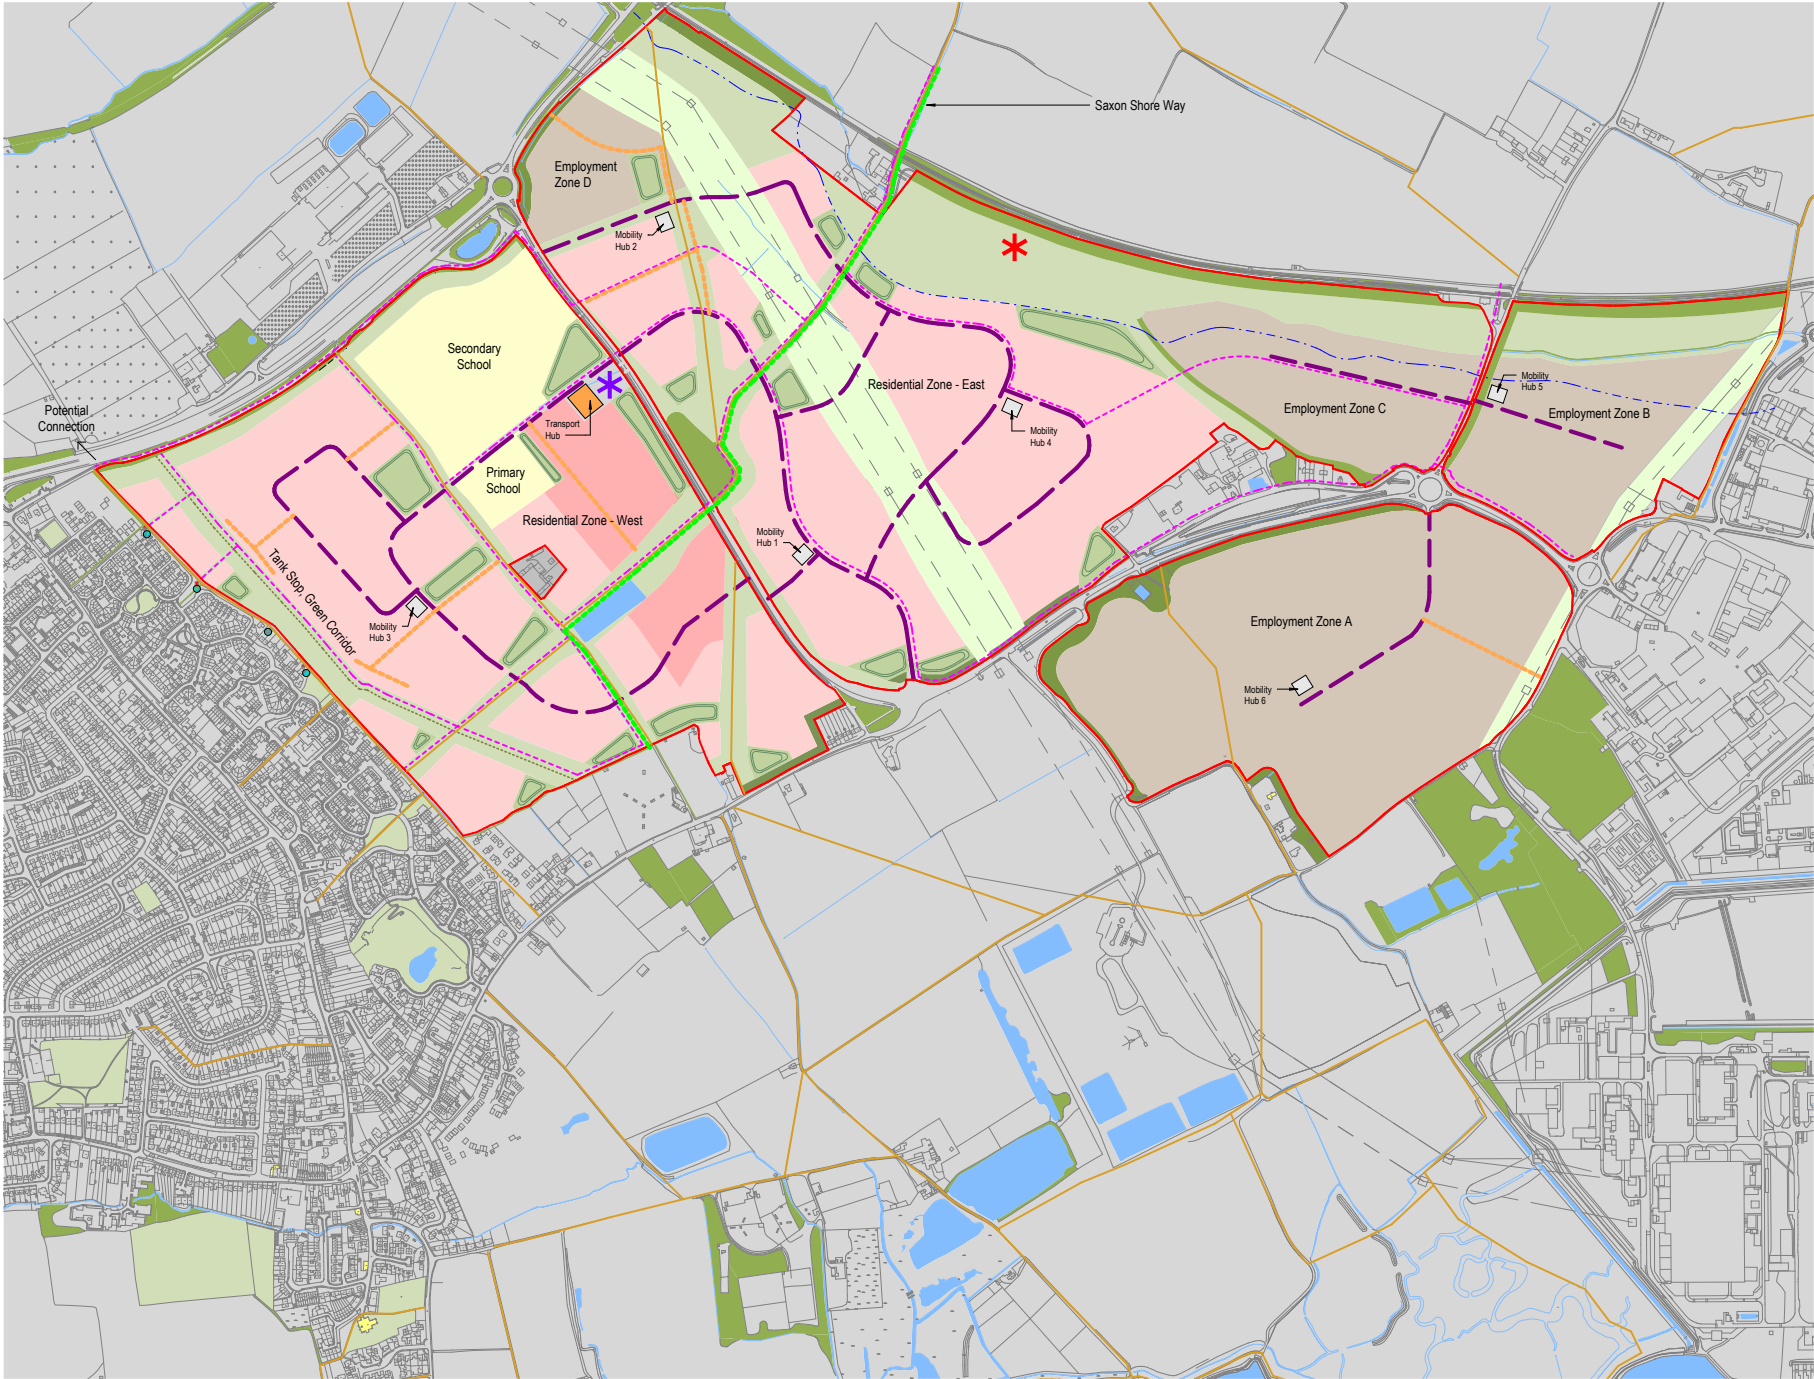 Saxon Shore Way
Employment
Zone D
Mobility
Hub 2
Secondary
School
Potential
Connection
Transport
Hub
Primary
School
Residential Zone - East
Mobility
Hub 4
Mobility
Hub 5
Employment Zone C
Employment Zone B
Residential Zone - West
Mobility
Hub 1
Tank Stop, Green Corridor
Mobility
Hub 3
Employment Zone A
Mobility
Hub 6